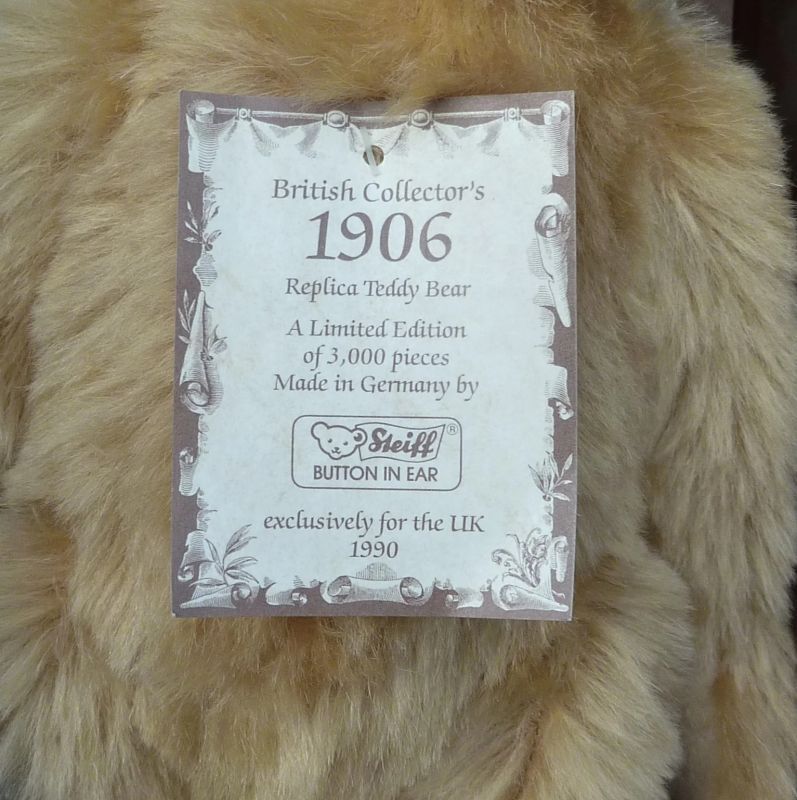 British Collector's
1906
Replica Teddy Bear
A Limited Edition
of 3,000 pieces
Made in Germany by
Steiff ®
BUTTON IN EAR
exclusively for the UK
1990